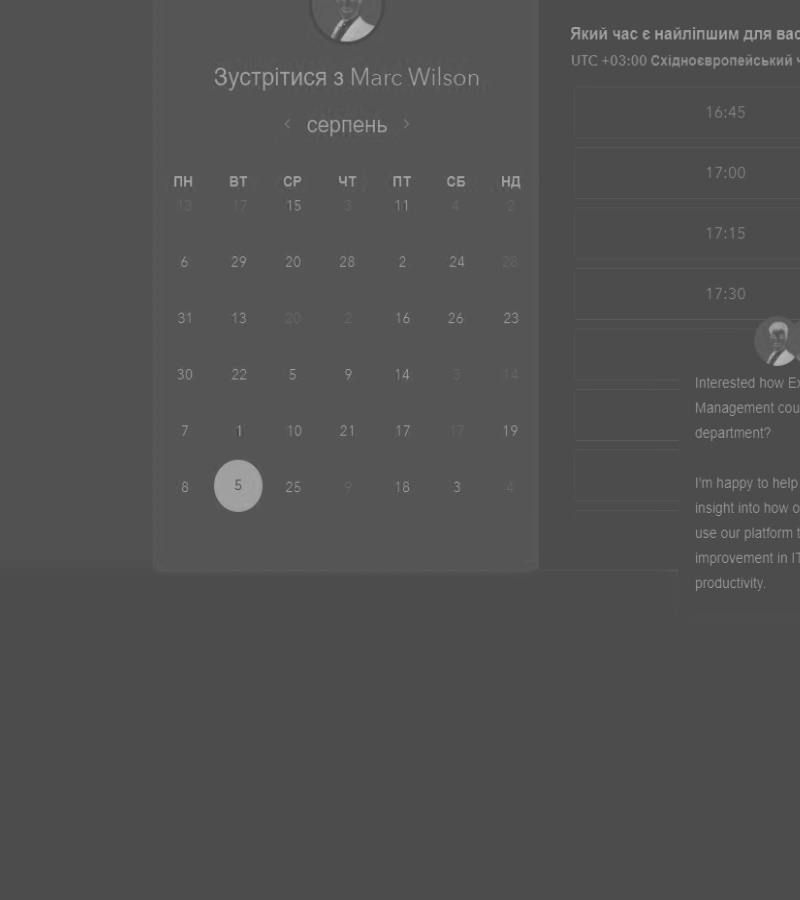 Зустрітися з Marc Wilson
серпень
ПН ВТ СР ЧТ ПТ СБ НД
13 17 15 3 11 4 2
6 29 20 28 2 24 28
31 13 20 2 16 26 23
30 22 5 9 14 3 14
7 1 10 21 17 17 19
8 5 25 9 18 3 4
Який час є найліпшим для вас
UTC +03:00 Східноєвропейський ч
16:45
17:00
17:15
17:30
Interested how Ex
Management cou
department?
I'm happy to help
insight into how o
use our platform t
improvement in IT
productivity.